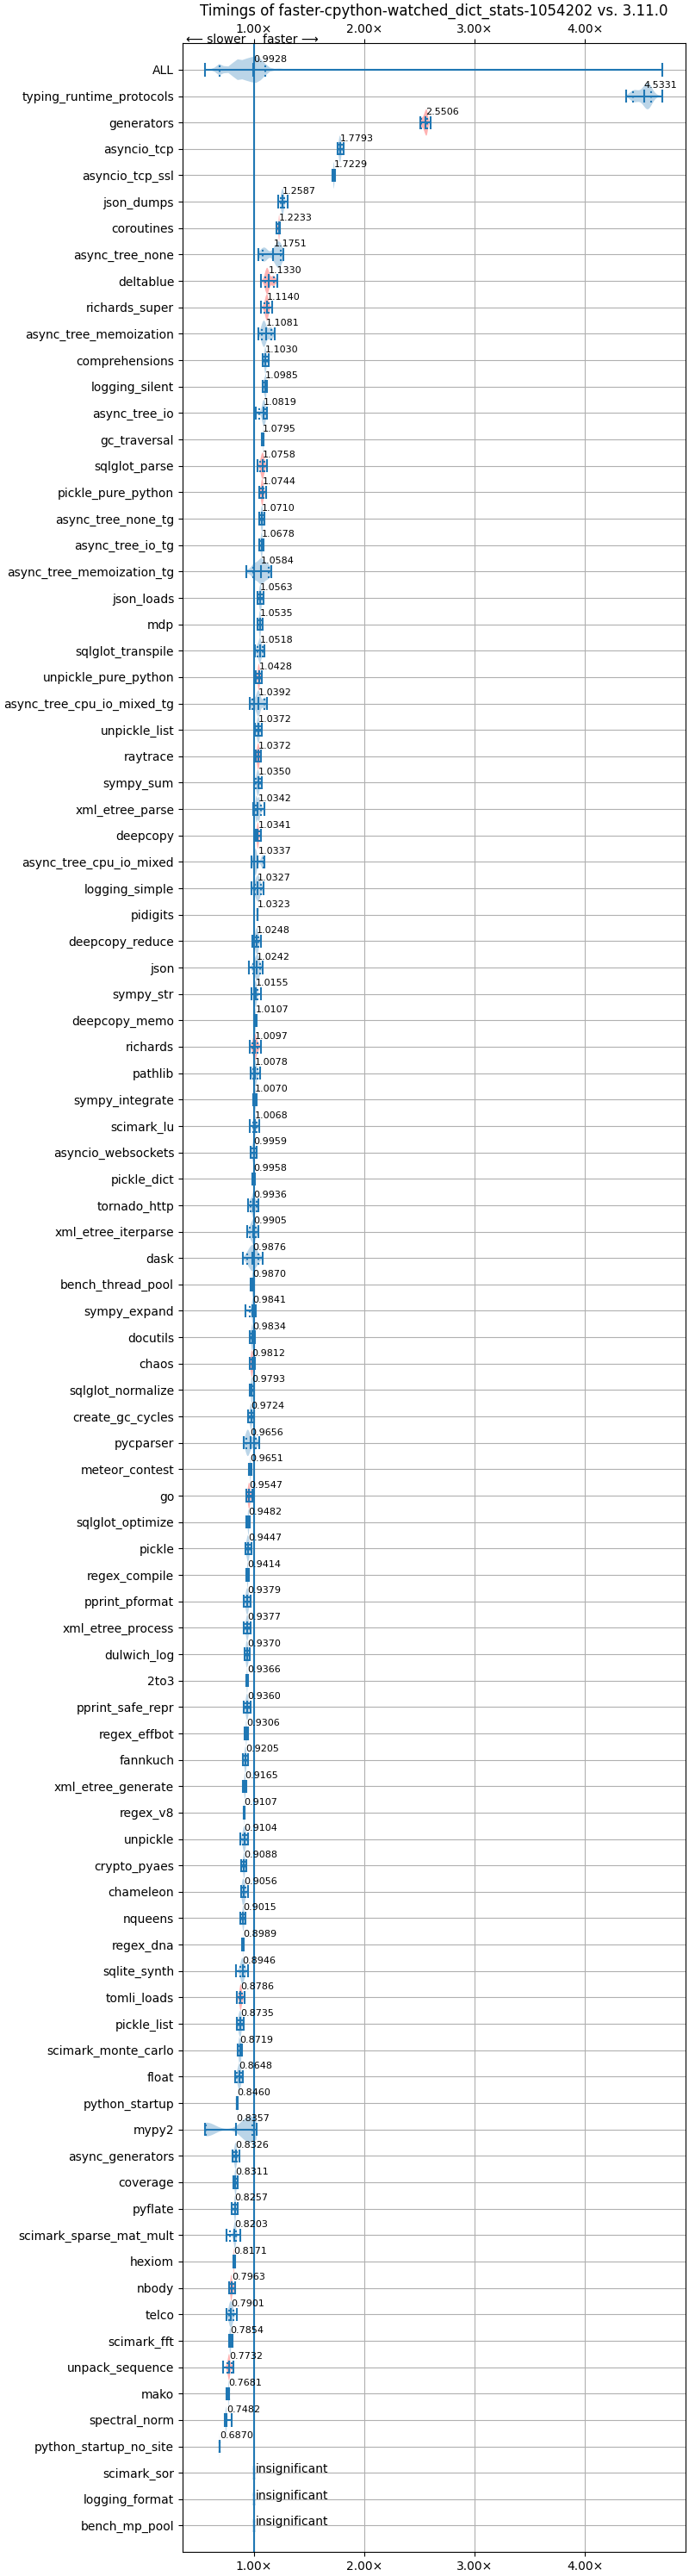 Timings of faster-cpython-watched_dict_stats-1054202 vs. 3.11.0
1.00× 2.00× 3.00× 4.00×
⟵ slower faster ⟶
ALL 0.9928
typing_runtime_protocols 4.5331
generators 2.5506
asyncio_tcp 1.7793
asyncio_tcp_ssl 1.7229
json_dumps 1.2587
coroutines 1.2233
async_tree_none 1.1751
deltablue 1.1330
richards_super 1.1140
async_tree_memoization 1.1081
comprehensions 1.1030
logging_silent 1.0985
async_tree_io 1.0819
gc_traversal 1.0795
sqlglot_parse 1.0758
pickle_pure_python 1.0744
async_tree_none_tg 1.0710
async_tree_io_tg 1.0678
async_tree_memoization_tg 1.0584
json_loads 1.0563
mdp 1.0535
sqlglot_transpile 1.0518
unpickle_pure_python 1.0428
async_tree_cpu_io_mixed_tg 1.0392
unpickle_list 1.0372
raytrace 1.0372
sympy_sum 1.0350
xml_etree_parse 1.0342
deepcopy 1.0341
async_tree_cpu_io_mixed 1.0337
logging_simple 1.0327
pidigits 1.0323
deepcopy_reduce 1.0248
json 1.0242
sympy_str 1.0155
deepcopy_memo 1.0107
richards 1.0097
pathlib 1.0078
sympy_integrate 1.0070
scimark_lu 1.0068
asyncio_websockets 0.9959
pickle_dict 0.9958
tornado_http 0.9936
xml_etree_iterparse 0.9905
dask 0.9876
bench_thread_pool 0.9870
sympy_expand 0.9841
docutils 0.9834
chaos 0.9812
sqlglot_normalize 0.9793
create_gc_cycles 0.9724
pycparser 0.9656
meteor_contest 0.9651
go 0.9547
sqlglot_optimize 0.9482
pickle 0.9447
regex_compile 0.9414
pprint_pformat 0.9379
xml_etree_process 0.9377
dulwich_log 0.9370
2to3 0.9366
pprint_safe_repr 0.9360
regex_effbot 0.9306
fannkuch 0.9205
xml_etree_generate 0.9165
regex_v8 0.9107
unpickle 0.9104
crypto_pyaes 0.9088
chameleon 0.9056
nqueens 0.9015
regex_dna 0.8989
sqlite_synth 0.8946
tomli_loads 0.8786
pickle_list 0.8735
scimark_monte_carlo 0.8719
float 0.8648
python_startup 0.8460
mypy2 0.8357
async_generators 0.8326
coverage 0.8311
pyflate 0.8257
scimark_sparse_mat_mult 0.8203
hexiom 0.8171
nbody 0.7963
telco 0.7901
scimark_fft 0.7854
unpack_sequence 0.7732
mako 0.7681
spectral_norm 0.7482
python_startup_no_site 0.6870
scimark_sor insignificant
logging_format insignificant
bench_mp_pool insignificant
1.00× 2.00× 3.00× 4.00×